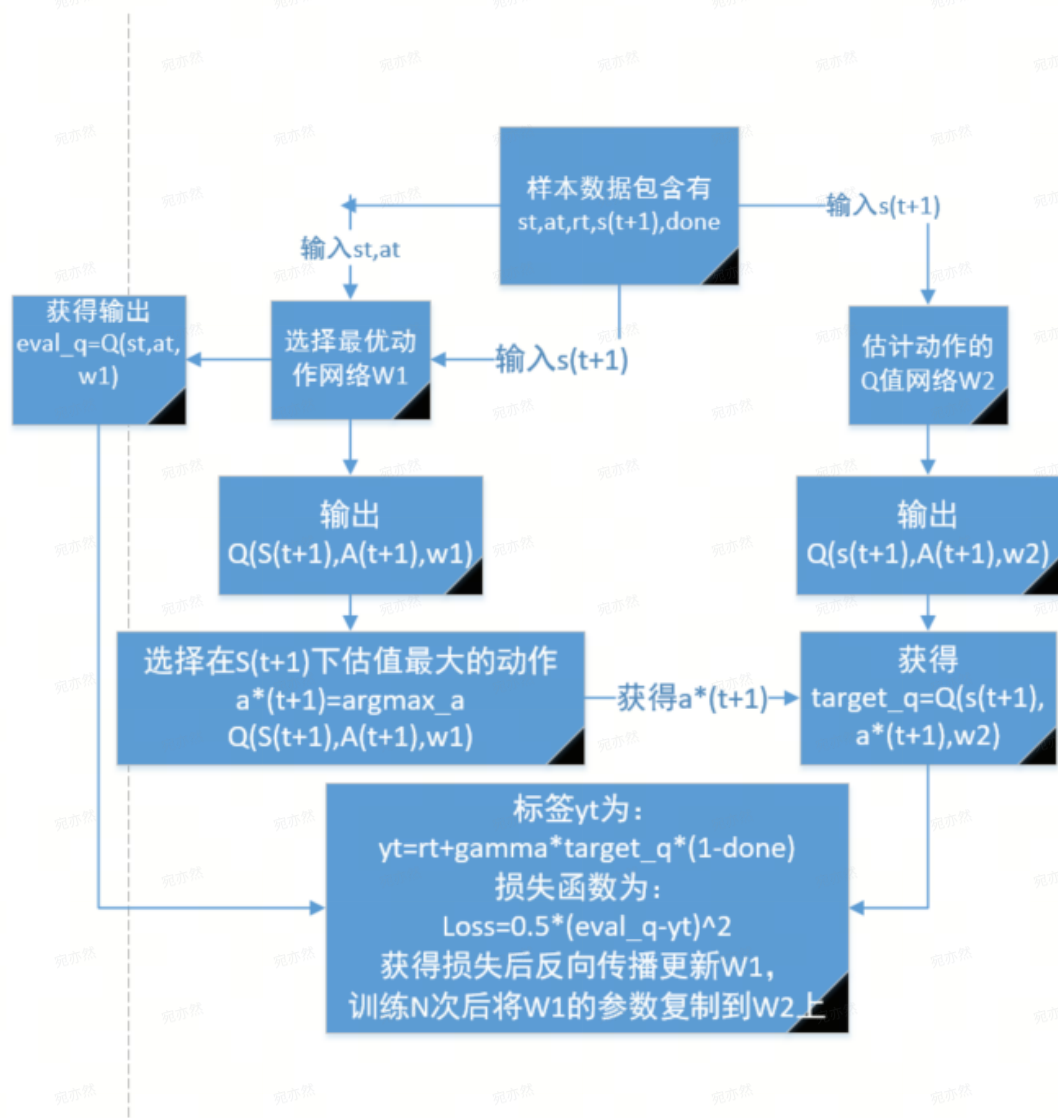 样本数据包含有
st,at,rt,s(t+1),done
输入s(t+1)
输入st,at
获得输出
eval_q=Q(st,at,
w1)
选择最优动
作网络W1
输入s(t+1)
估计动作的
Q值网络W2
输出
Q(S(t+1),A(t+1),w1)
输出
Q(s(t+1),A(t+1),w2)
选择在S(t+1)下估值最大的动作
a*(t+1)=argmax_a
Q(S(t+1),A(t+1),w1)
获得a*(t+1)
获得
target_q=Q(s(t+1),
a*(t+1),w2)
标签yt为：
yt=rt+gamma*target_q*(1-done)
损失函数为：
Loss=0.5*(eval_q-yt)^2
获得损失后反向传播更新W1，
训练N次后将W1的参数复制到W2上
宛亦然